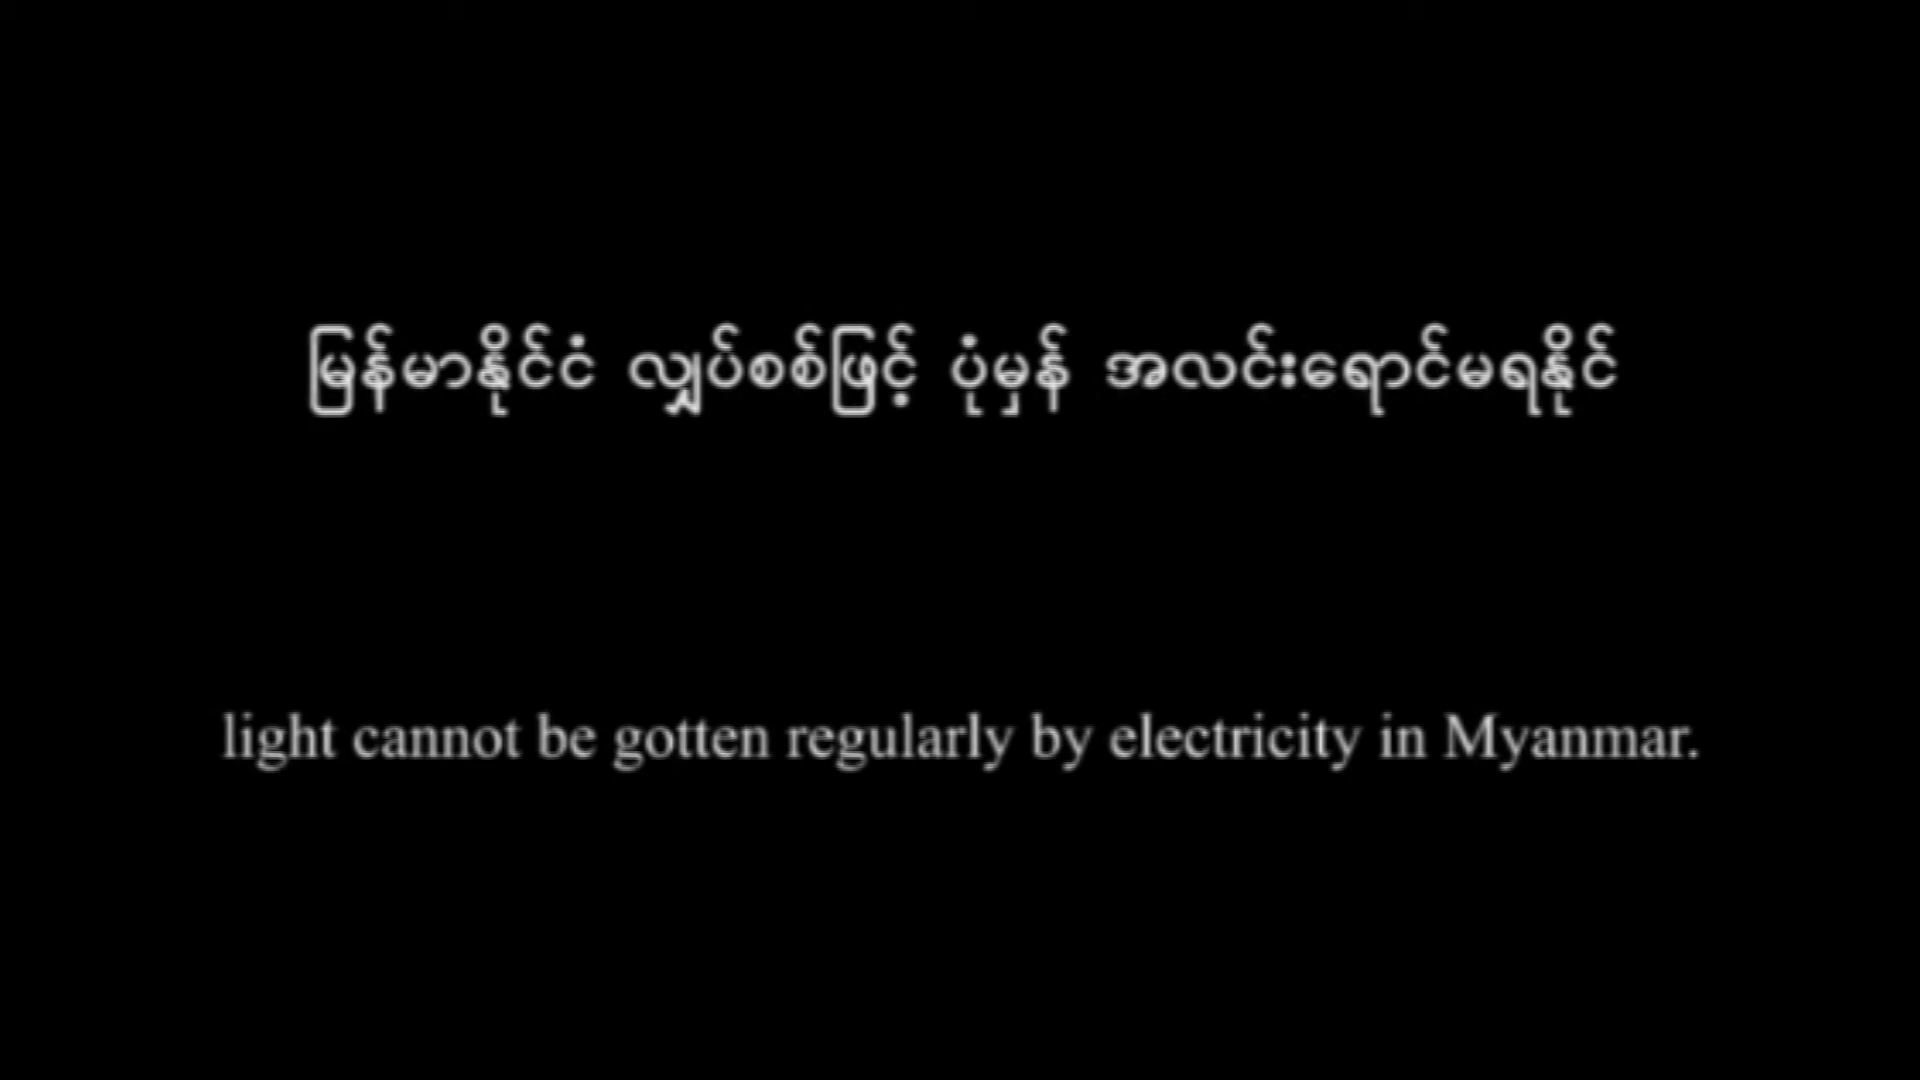 မြန်မာနိုင်ငံ လျှပ်စစ်ဖြင့် ပုံမှန် အလင်းရောင်မရနိုင်
light cannot be gotten regularly by electricity in Myanmar.